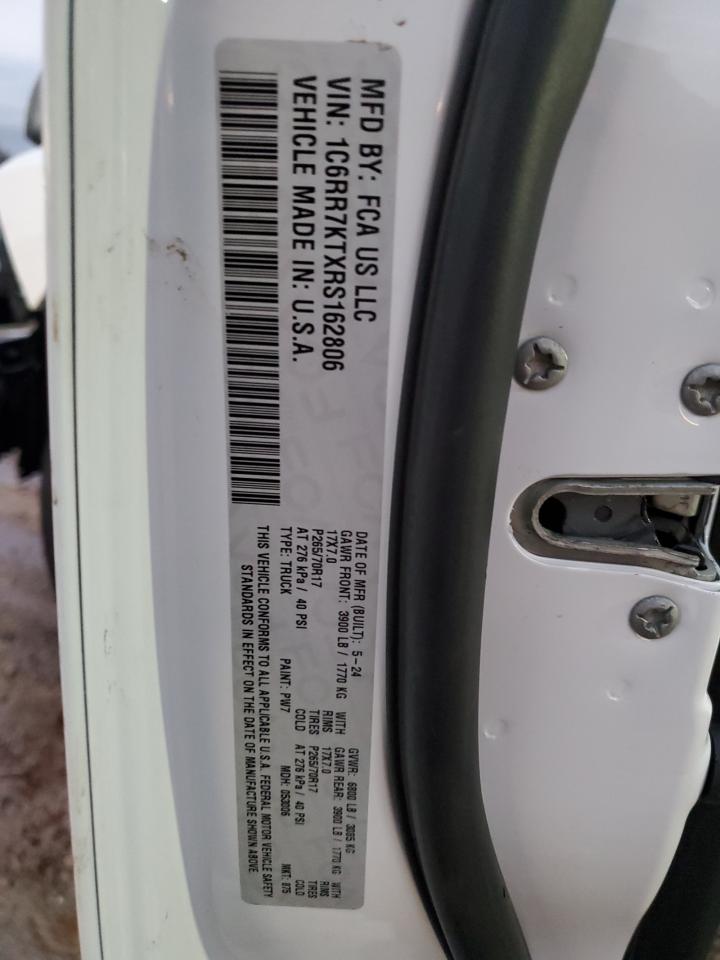 MFD BY: FCA US LLC
VIN: 1C6RR7KTXRS162806
VEHICLE MADE IN: U.S.A.
DATE OF MFR (BUILT): 5-24 GVWR: 6800 LB / 3085 KG
GAWR FRONT: 3900 LB / 1770 KG WITH GAWR REAR: 3900 LB / 1770 KG WITH
17X7.0 RIMS 17X7.0 RIMS
P265/70R17 TIRES P265/70R17 TIRES
AT 276 kPa / 40 PSI COLD AT 276 kPa / 40 PSI COLD
TYPE: TRUCK PAINT: PW7 MDH: 053006 MKT: 875
THIS VEHICLE CONFORMS TO ALL APPLICABLE U.S.A. FEDERAL MOTOR VEHICLE SAFETY
STANDARDS IN EFFECT ON THE DATE OF MANUFACTURE SHOWN ABOVE.